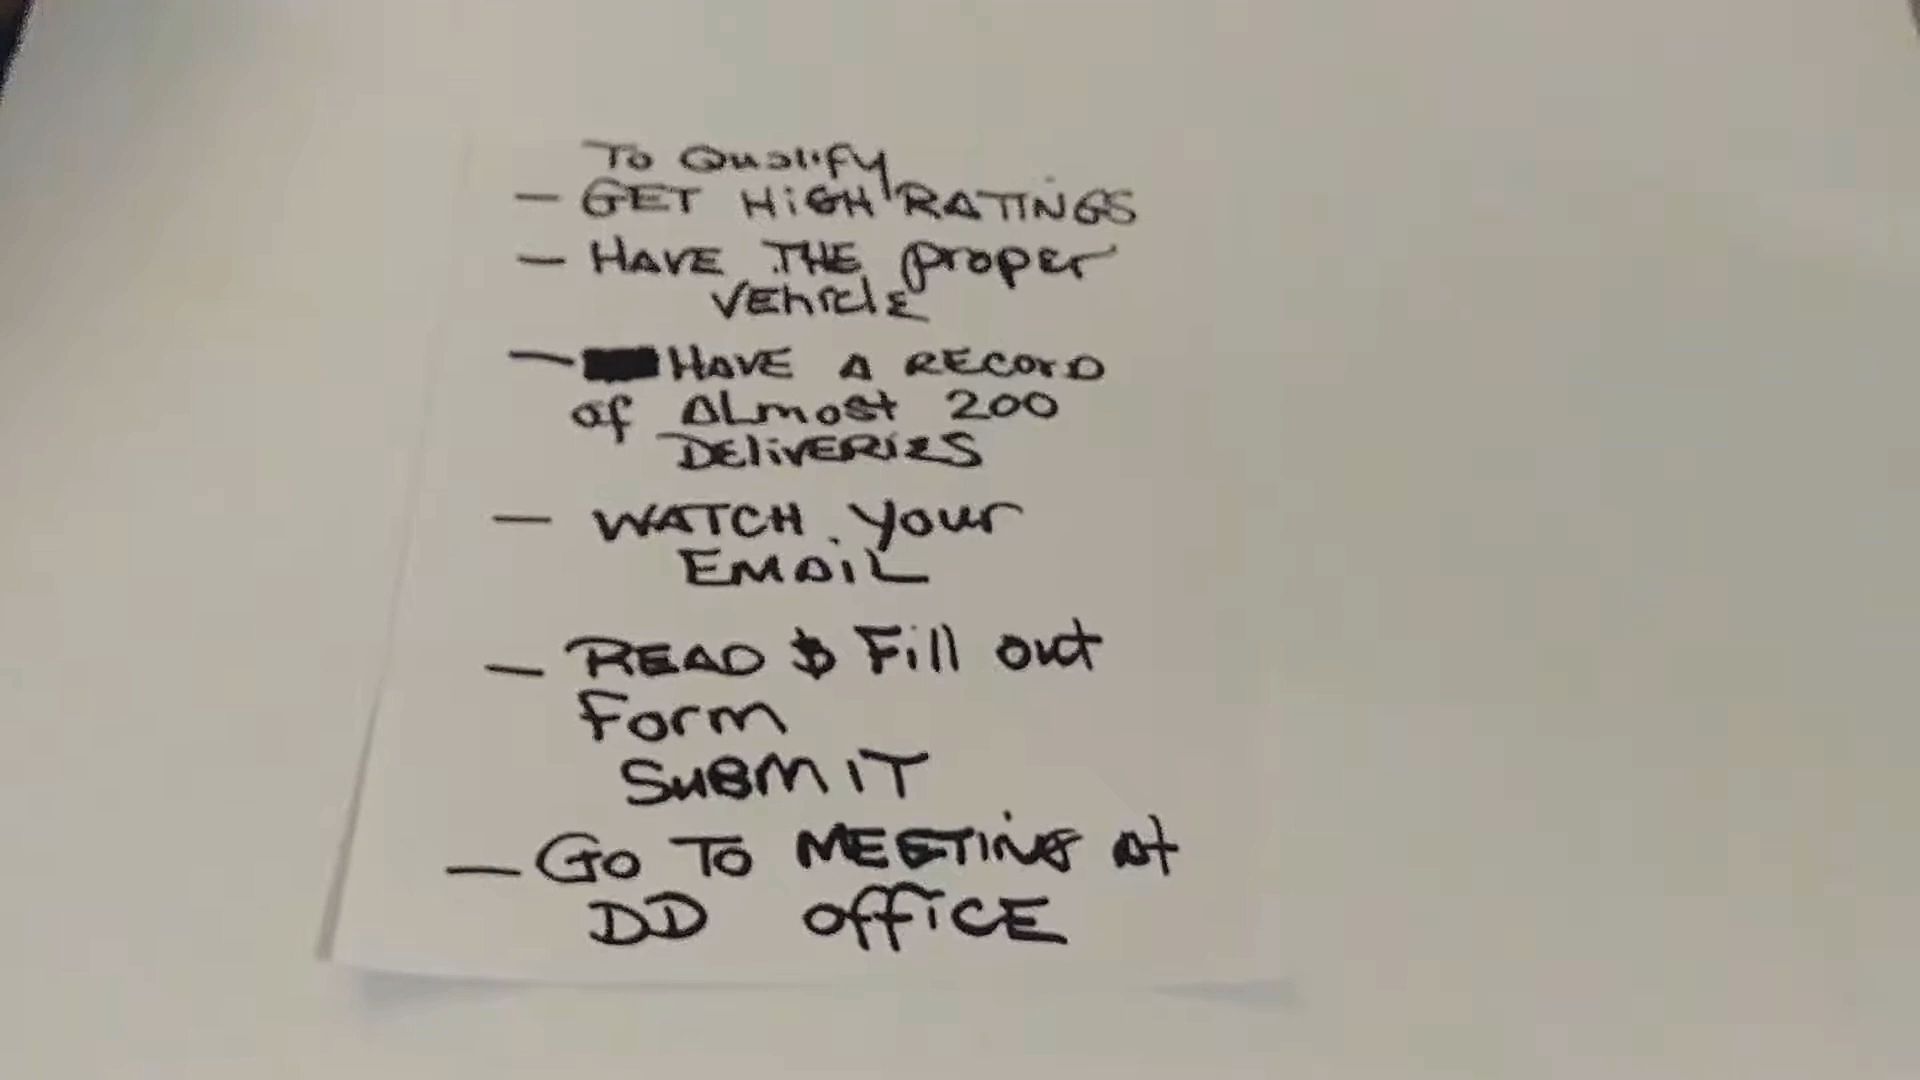 To Qualify
— GET HiGH RATINGS
— HAVE THE proper
VEhicle
— HAVE A RECORD
of ALmost 200
DEliVERiES
— WATCH your
EMAiL
— READ $ Fill out
Form
SuBMIT
— Go To MEETiNG At
DD officE